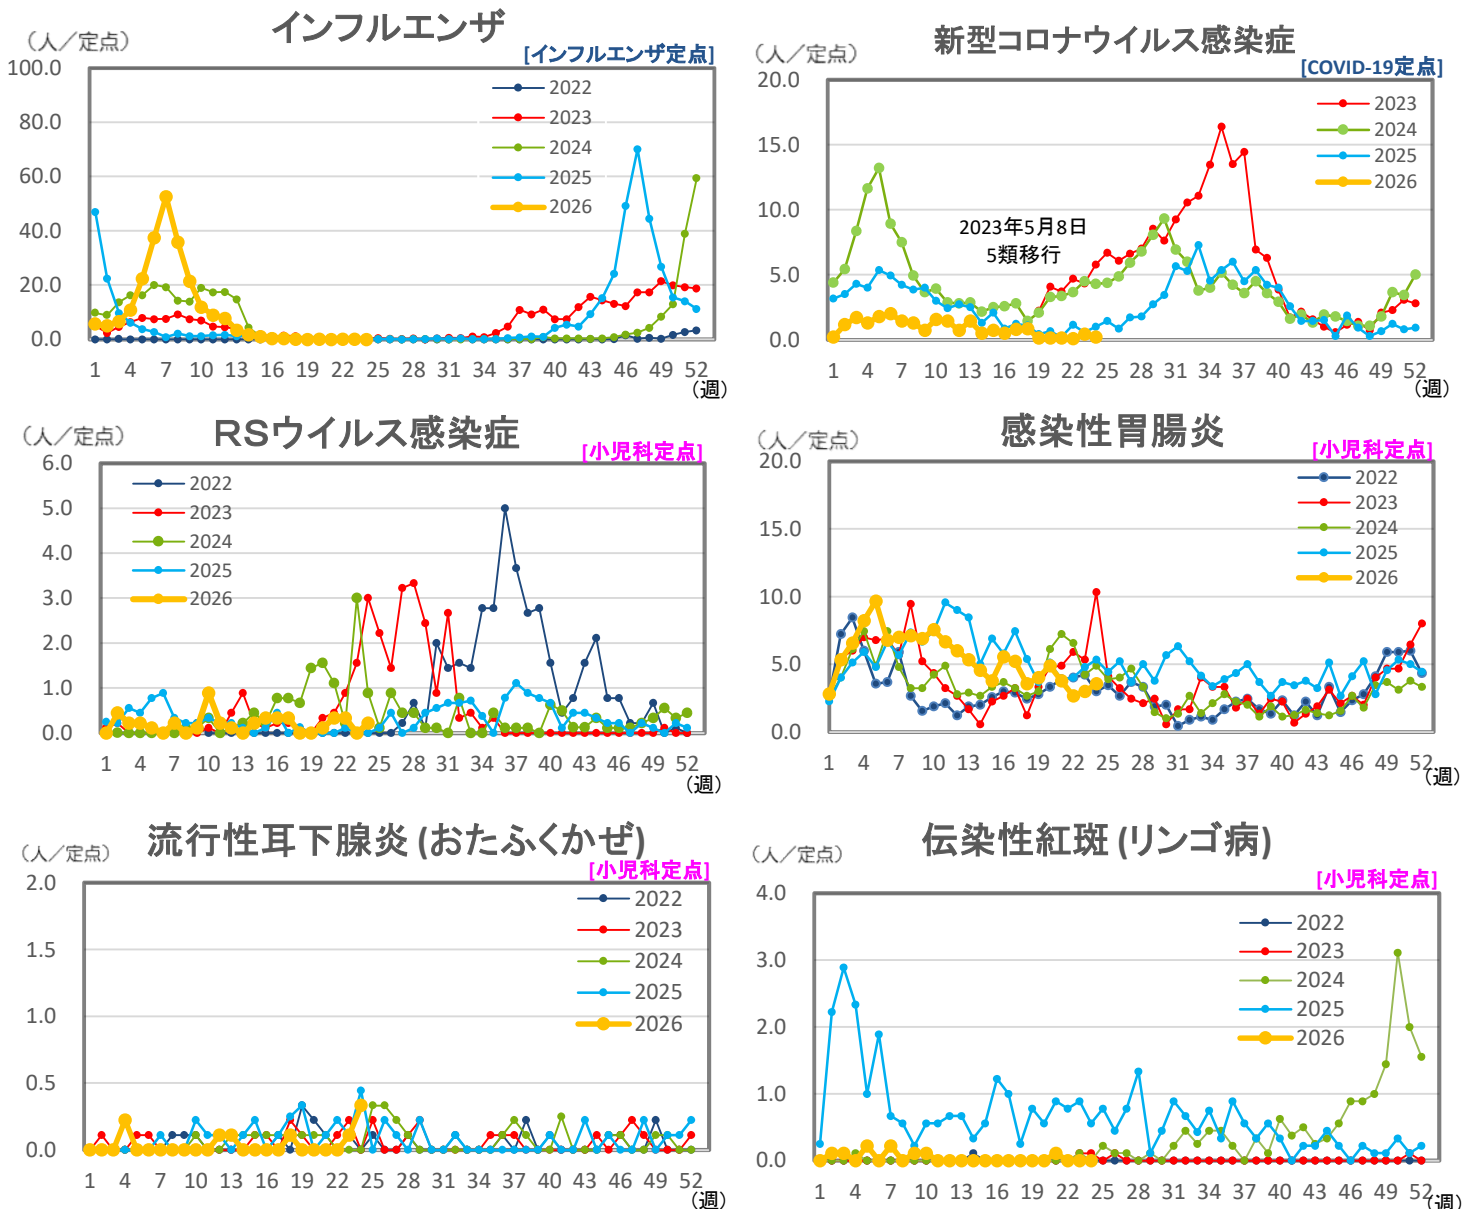 インフルエンザ
（人／定点）
[インフルエンザ定点]
100.0
80.0
60.0
40.0
20.0
0.0
2022
2023
2024
2025
2026
1 4 7 10 13 16 19 22 25 28 31 34 37 40 43 46 49 52
（週）
新型コロナウイルス感染症
（人／定点）
[COVID-19定点]
20.0
15.0
10.0
5.0
0.0
2023
2024
2025
2026
2023年5月8日
5類移行
1 4 7 10 13 16 19 22 25 28 31 34 37 40 43 46 49 52
（週）
RSウイルス感染症
（人／定点）
[小児科定点]
6.0
5.0
4.0
3.0
2.0
1.0
0.0
2022
2023
2024
2025
2026
1 4 7 10 13 16 19 22 25 28 31 34 37 40 43 46 49 52
（週）
感染性胃腸炎
（人／定点）
[小児科定点]
20.0
15.0
10.0
5.0
0.0
2022
2023
2024
2025
2026
1 4 7 10 13 16 19 22 25 28 31 34 37 40 43 46 49 52
（週）
流行性耳下腺炎 (おたふくかぜ)
（人／定点）
[小児科定点]
2.0
1.5
1.0
0.5
0.0
2022
2023
2024
2025
2026
1 4 7 10 13 16 19 22 25 28 31 34 37 40 43 46 49 52
（週）
伝染性紅斑 (リンゴ病)
（人／定点）
[小児科定点]
4.0
3.0
2.0
1.0
0.0
2022
2023
2024
2025
2026
1 4 7 10 13 16 19 22 25 28 31 34 37 40 43 46 49 52
（週）